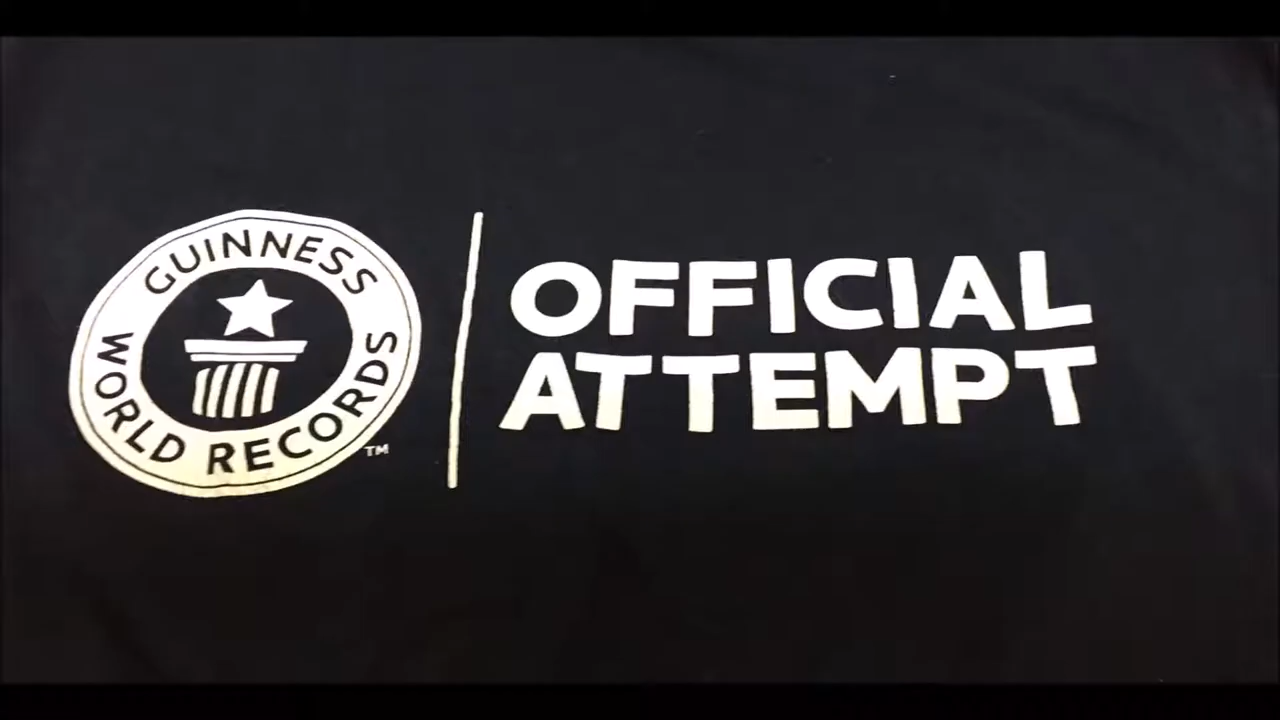 GUINNESS
WORLD RECORDS
TM
OFFICIAL
ATTEMPT